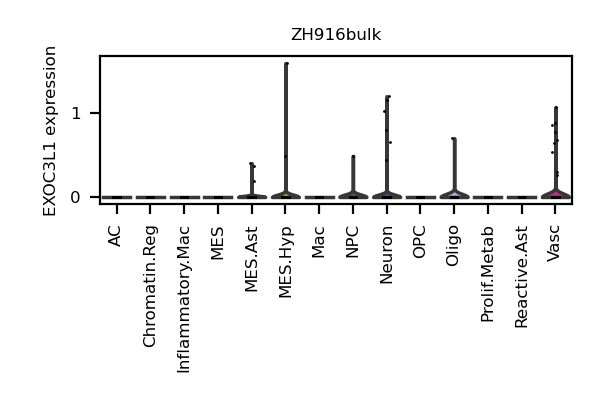 ZH916bulk
EXOC3L1 expression
1
0
AC
Chromatin.Reg
Inflammatory.Mac
MES
MES.Ast
MES.Hyp
Mac
NPC
Neuron
OPC
Oligo
Prolif.Metab
Reactive.Ast
Vasc